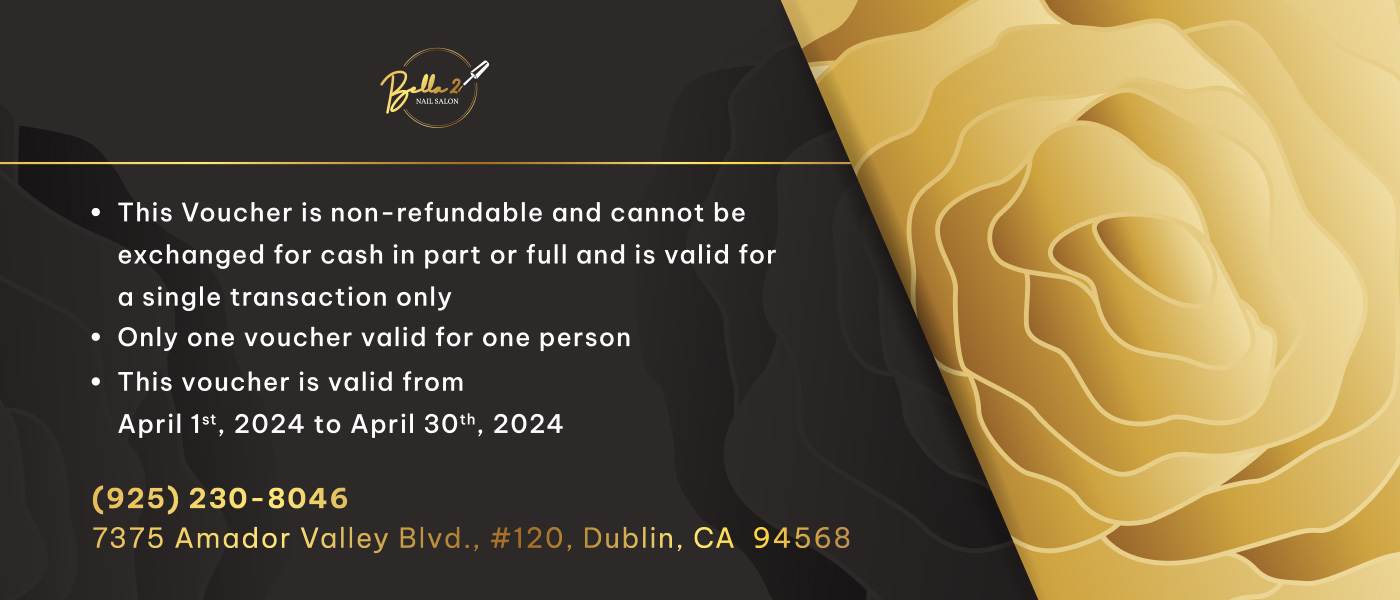 Bella 2
NAIL SALON
• This Voucher is non-refundable and cannot be
exchanged for cash in part or full and is valid for
a single transaction only
• Only one voucher valid for one person
• This voucher is valid from
April 1st, 2024 to April 30th, 2024
(925) 230-8046
7375 Amador Valley Blvd., #120, Dublin, CA 94568